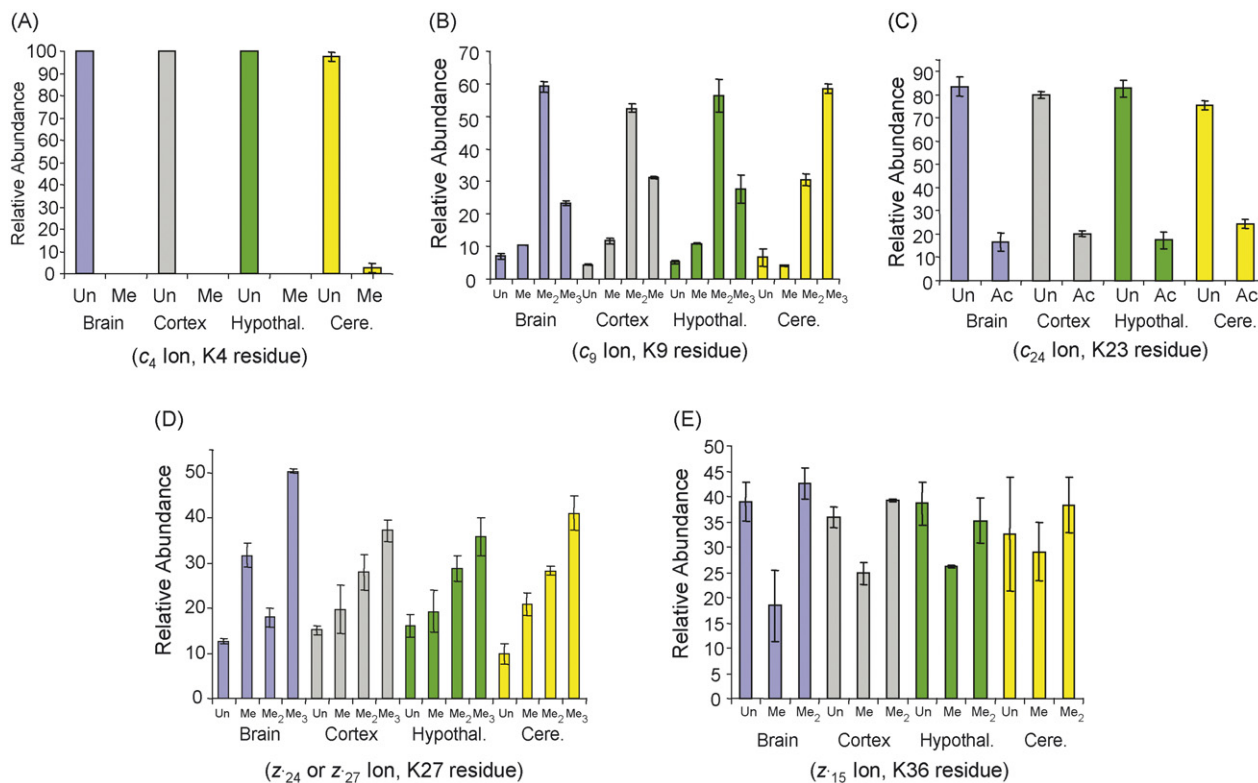 (A)
100
90
80
70
60
50
40
30
20
10
0
Relative Abundance
Un Me Un Me Un Me Un Me
Brain Cortex Hypothal. Cere.
(c₄ Ion, K4 residue)
(B)
70
60
50
40
30
20
10
0
Relative Abundance
Un Me Me₂ Me₃ Un Me Me₂ Me Un Me Me₂ Me₃ Un Me Me₂ Me₃
Brain Cortex Hypothal. Cere.
(c₉ Ion, K9 residue)
(C)
80
80
70
60
50
40
30
20
10
80
Relative Abundance
Un Ac Un Ac Un Ac Un Ac
Brain Cortex Hypothal. Cere.
(c₂₄ Ion, K23 residue)
(D)
50
40
30
20
10
0
Relative Abundance
Un Me Me₂ Me₃ Un Me Me₂ Me₃ Un Me Me₂ Me₃ Un Me Me₂ Me₃
Brain Cortex Hypothal. Cere.
(z·₂₄ or z·₂₇ Ion, K27 residue)
(E)
45
45
40
35
30
25
20
15
5
0
Relative Abundance
Un Me Me₂ Un Me Me₂ Un Me Me₂ Un Me Me₂
Brain Cortex Hypothal. Cere.
(z·₁₅ Ion, K36 residue)